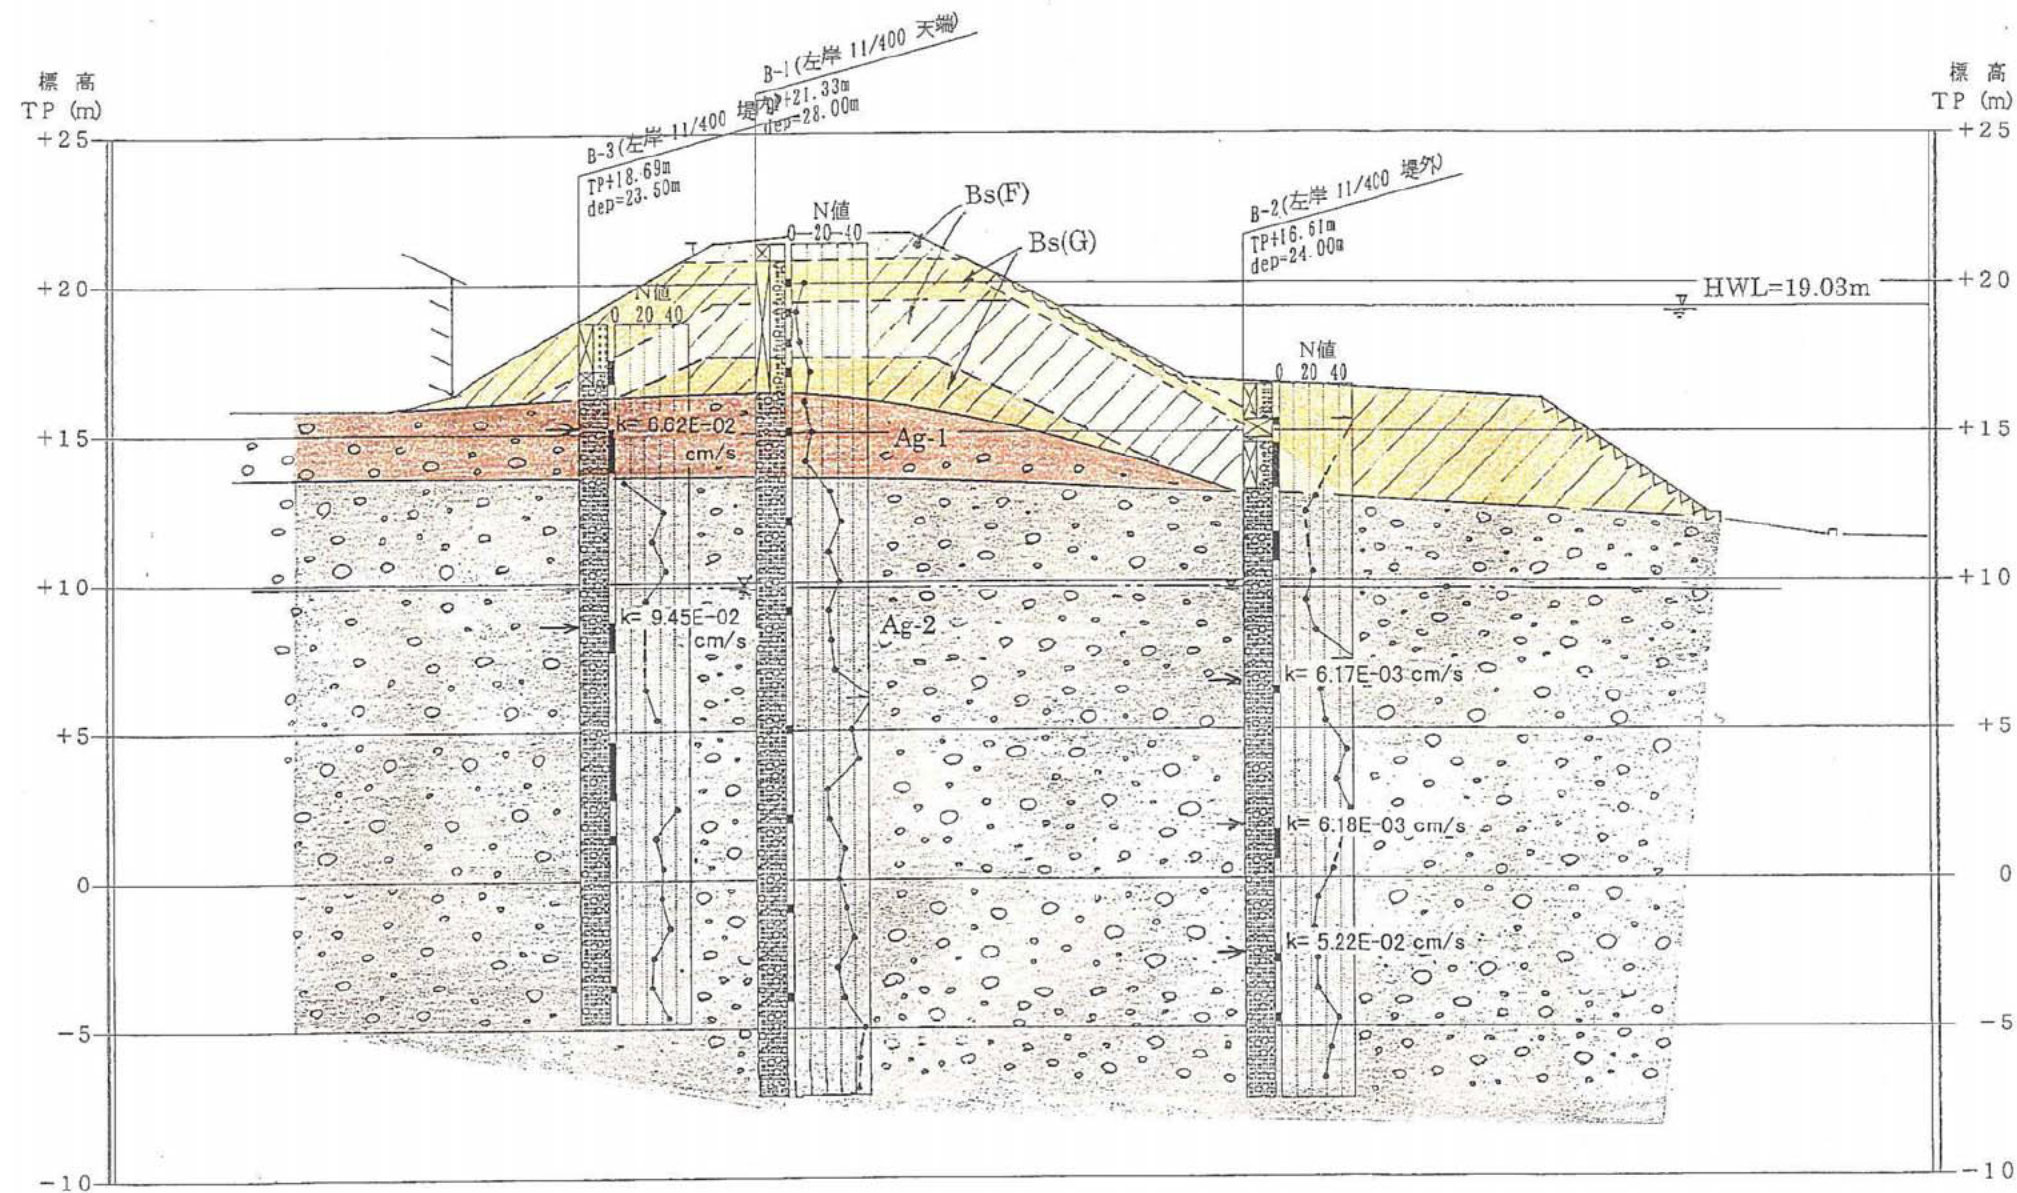 標 高
TP (m)
+25
+20
+15
+10
+5
0
-5
-10
B-3(左岸 11/400 堤内)
TP+18.69m
dep=23.50m
B-1(左岸 11/400 天端)
TP+21.33m
dep=28.00m
B-2(左岸 11/400 堤外)
TP+16.61m
dep=24.00m
標 高
TP (m)
+25
+20
+15
+10
+5
0
-5
-10
Bs(F)
Bs(G)
HWL=19.03m
N値
0 20 40
N値
0 20 40
N値
0 20 40
k= 6.62E-02
cm/s
Ag-1
k= 9.45E-02
cm/s
Ag-2
k= 6.17E-03 cm/s
k= 6.18E-03 cm/s
k= 5.22E-02 cm/s